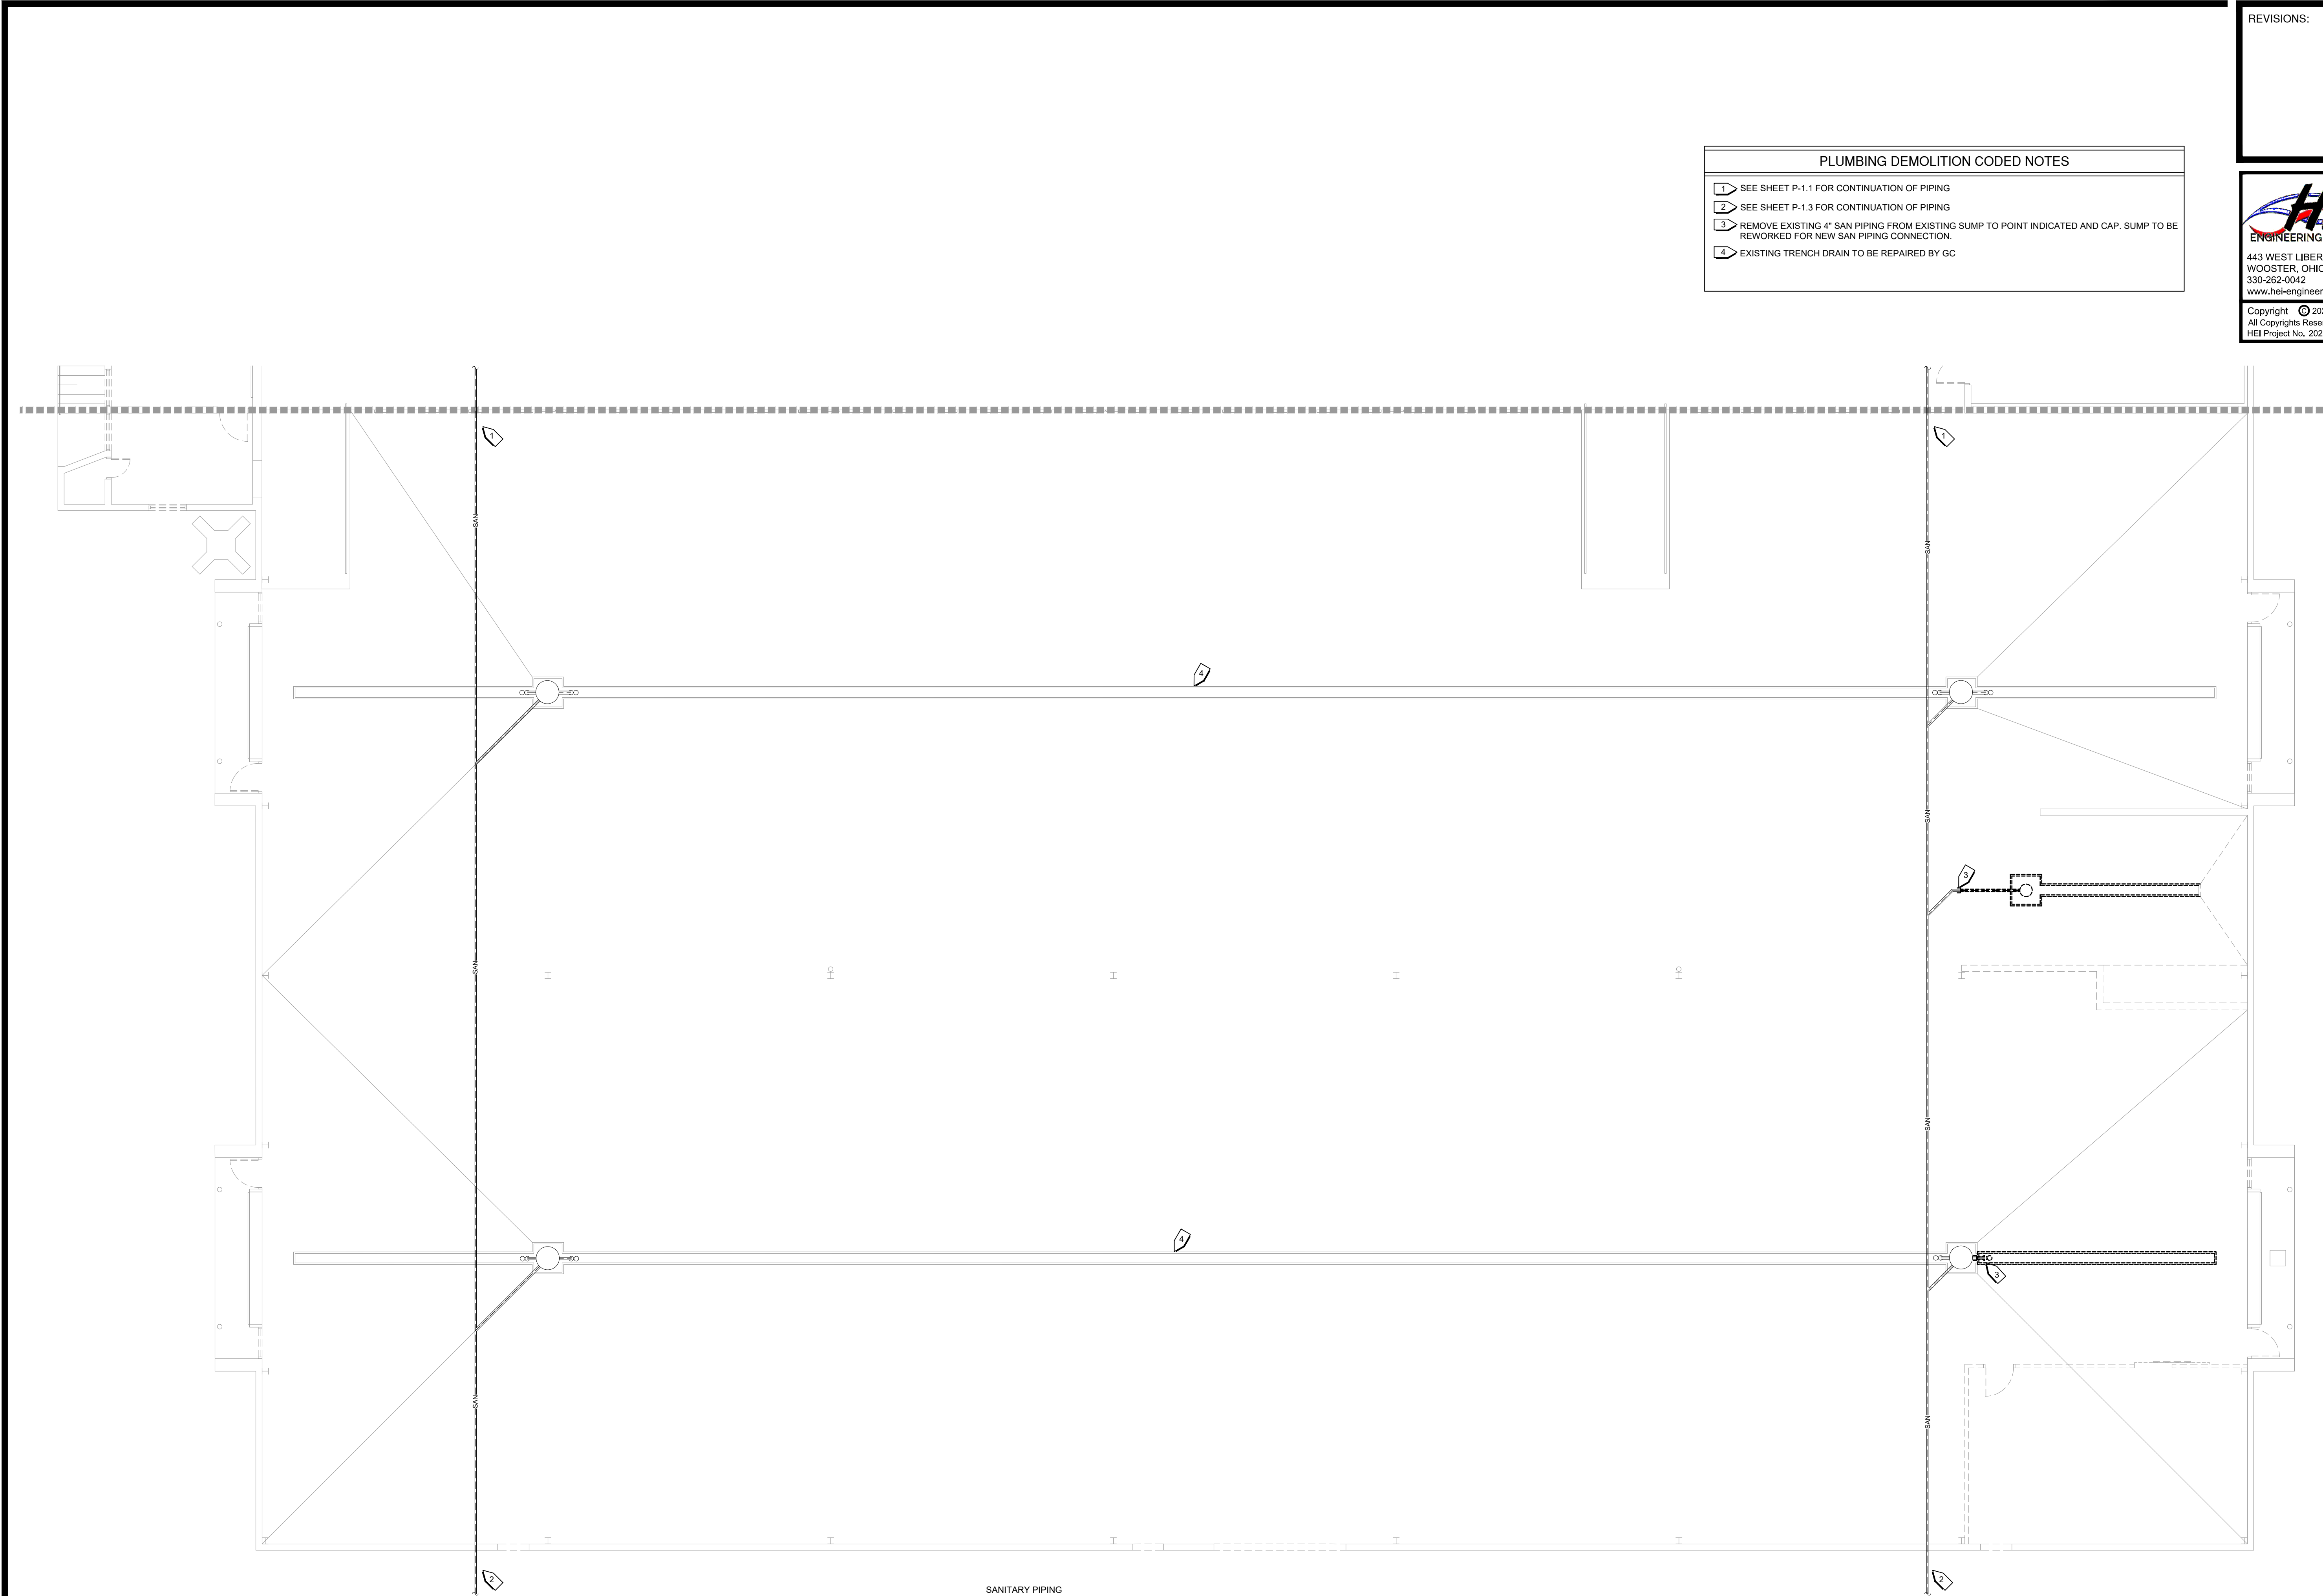 REVISIONS:
PLUMBING DEMOLITION CODED NOTES
1 SEE SHEET P-1.1 FOR CONTINUATION OF PIPING
2 SEE SHEET P-1.3 FOR CONTINUATION OF PIPING
3 REMOVE EXISTING 4" SAN PIPING FROM EXISTING SUMP TO POINT INDICATED AND CAP. SUMP TO BE
REWORKED FOR NEW SAN PIPING CONNECTION.
4 EXISTING TRENCH DRAIN TO BE REPAIRED BY GC
ENGINEERING
443 WEST LIBER
WOOSTER, OHIO
330-262-0042
www.hei-engineer
Copyright © 202
All Copyrights Rese
HEI Project No. 202
1
1
SAN
SAN
4
SAN
3
SAN
SAN
4
3
SAN
SAN
2
2
SANITARY PIPING